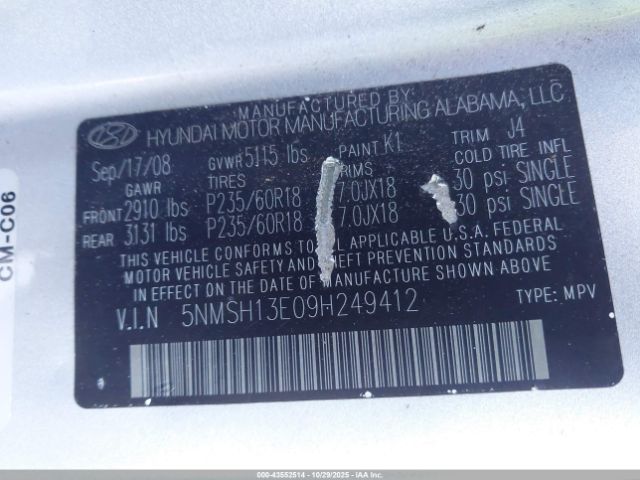 MANUFACTURED BY
HYUNDAI MOTOR MANUFACTURING ALABAMA, LLC
Sep/17/08 GVWR 5115 lbs PAINT K1 TRIM J4
GAWR TIRES RIMS COLD TIRE INFL
FRONT 2910 lbs P235/60R18 7.0JX18 30 psi SINGLE
REAR 3131 lbs P235/60R18 7.0JX18 30 psi SINGLE
THIS VEHICLE CONFORMS TO ALL APPLICABLE U.S.A. FEDERAL
MOTOR VEHICLE SAFETY AND THEFT PREVENTION STANDARDS
IN EFFECT ON THE DATE OF MANUFACTURE SHOWN ABOVE
V.I.N 5NMSH13E09H249412 TYPE: MPV
CM-C06
000-43552514 - 10/29/2025 - IAAI